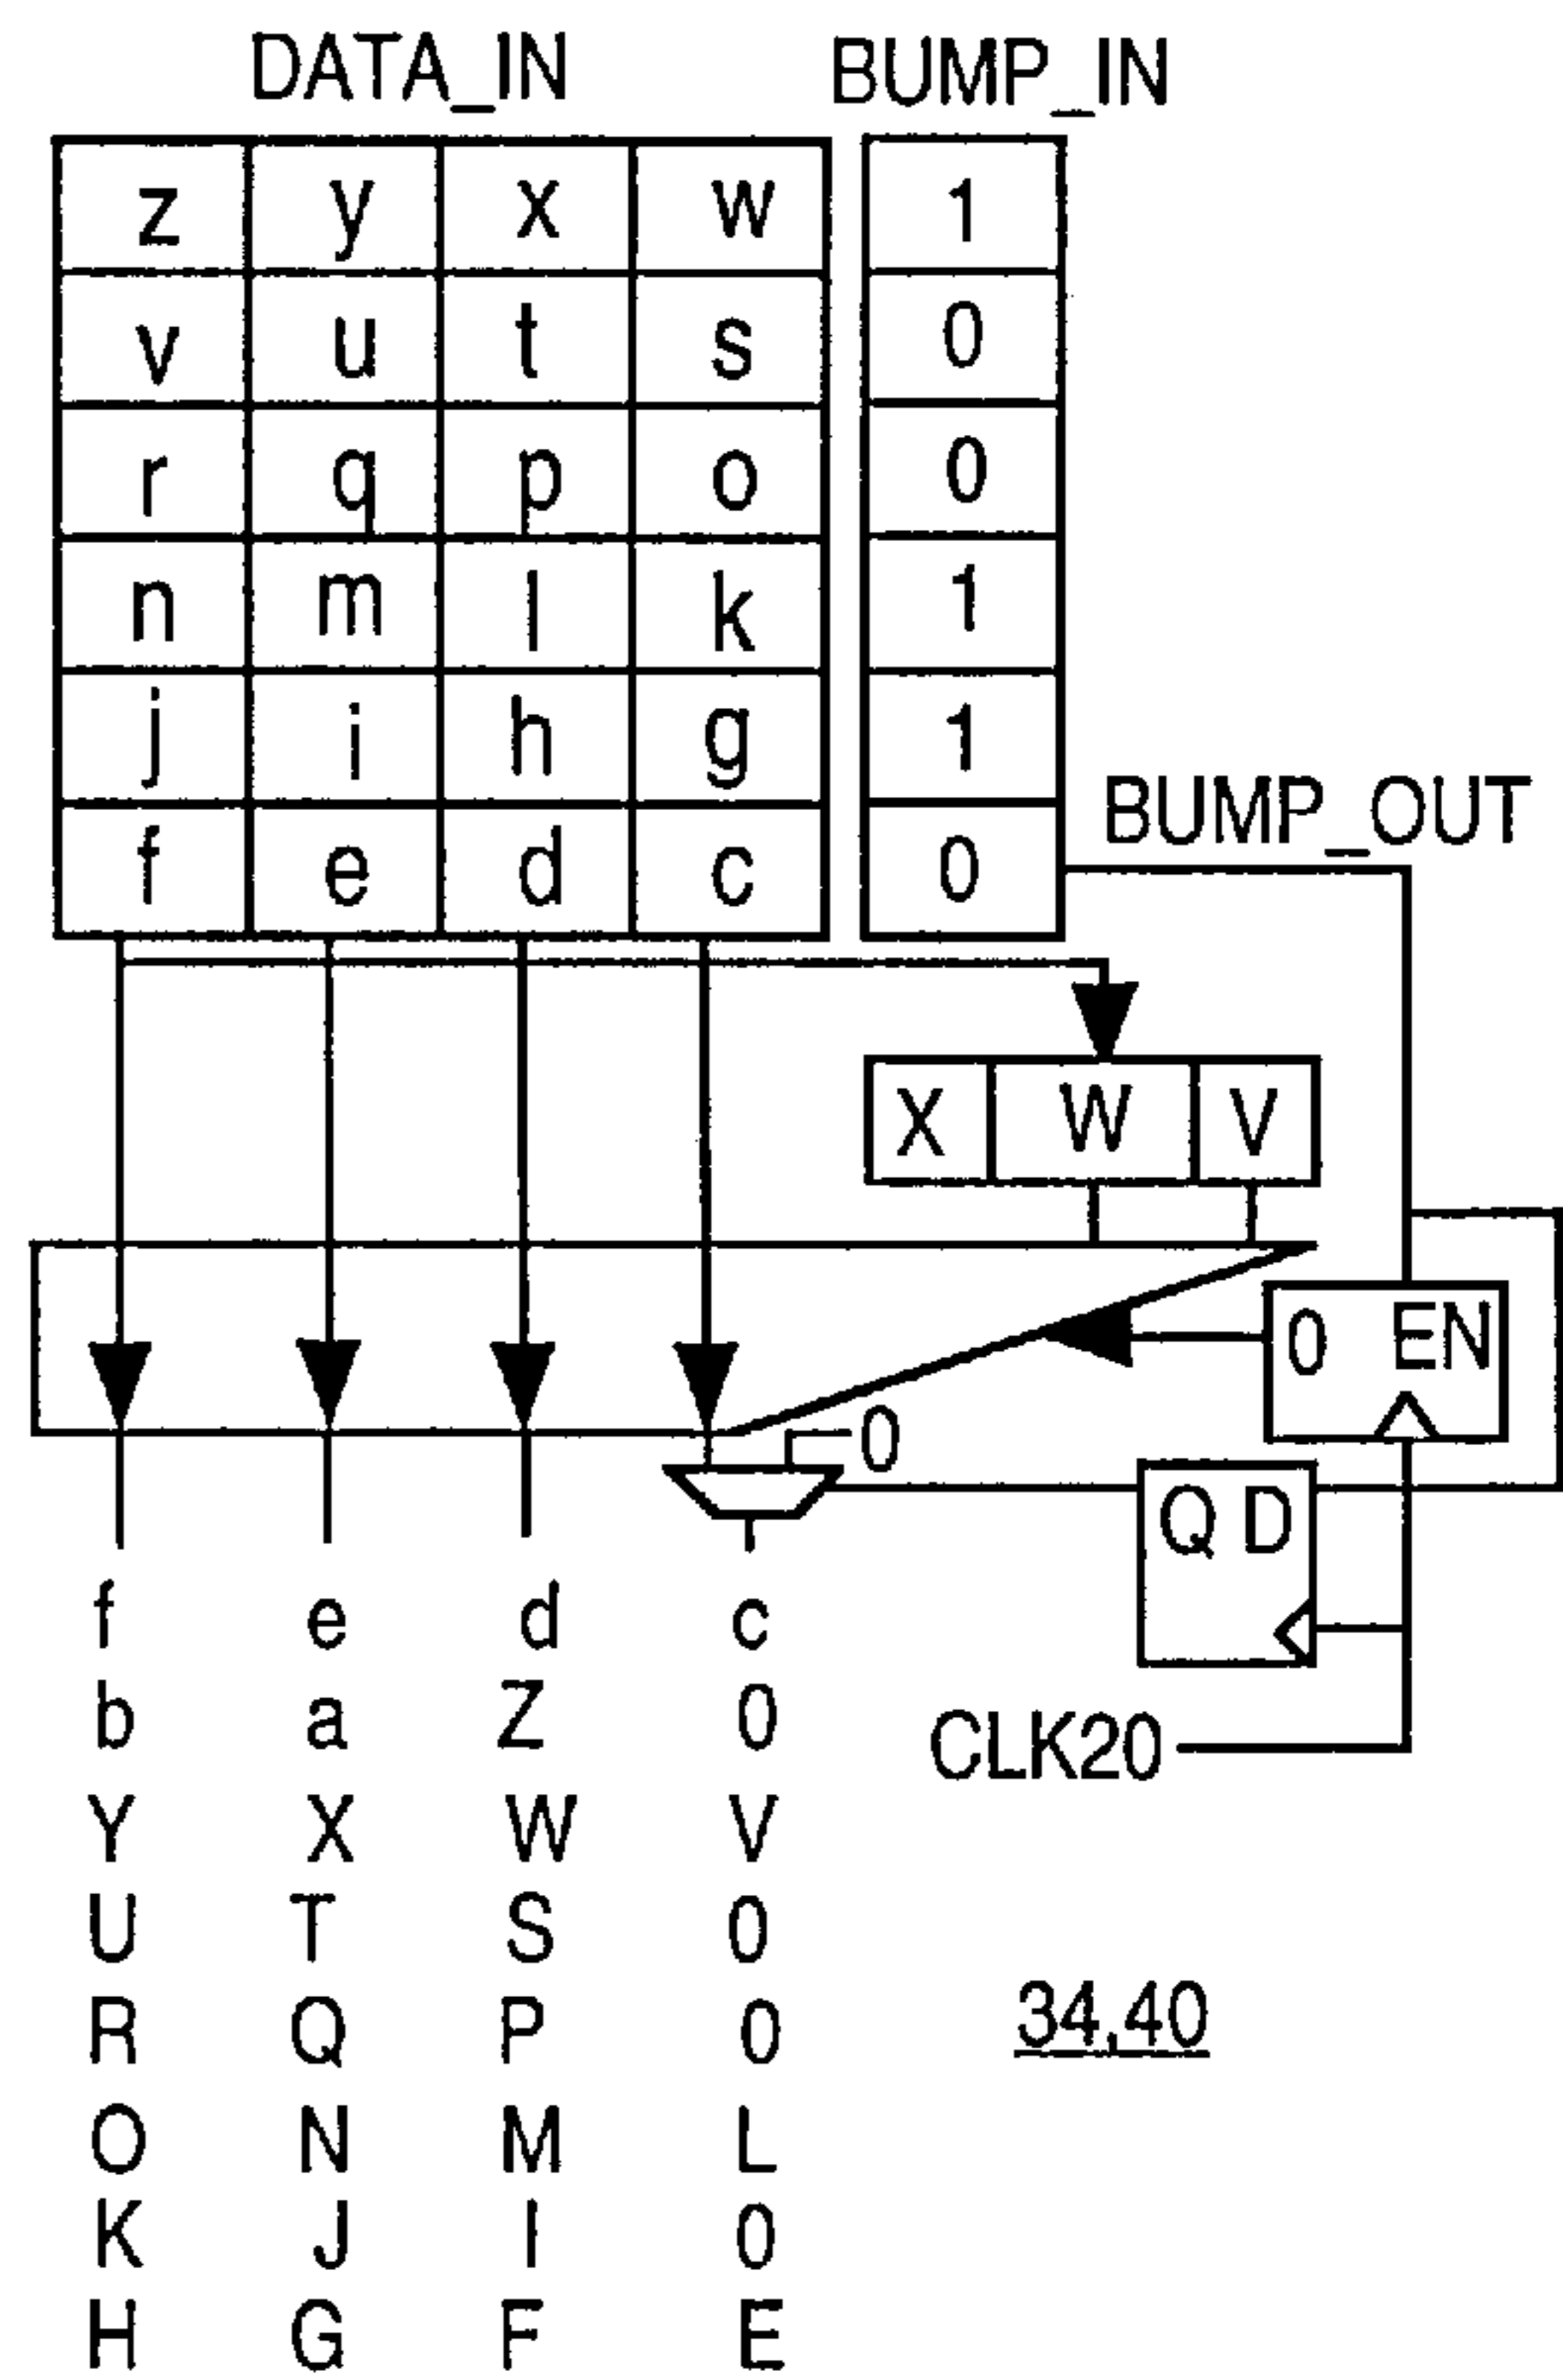 DATA_IN BUMP_IN
z y x w 1
v u t s 0
r q p o 0
n m l k 1
j i h g 1
BUMP_OUT
f e d c 0
X W V
0 EN
0
Q D
f e d c
b a Z 0
CLK20
Y X W V
U T S 0
R Q P 0
34.40
O N M L
K J I 0
H G F E